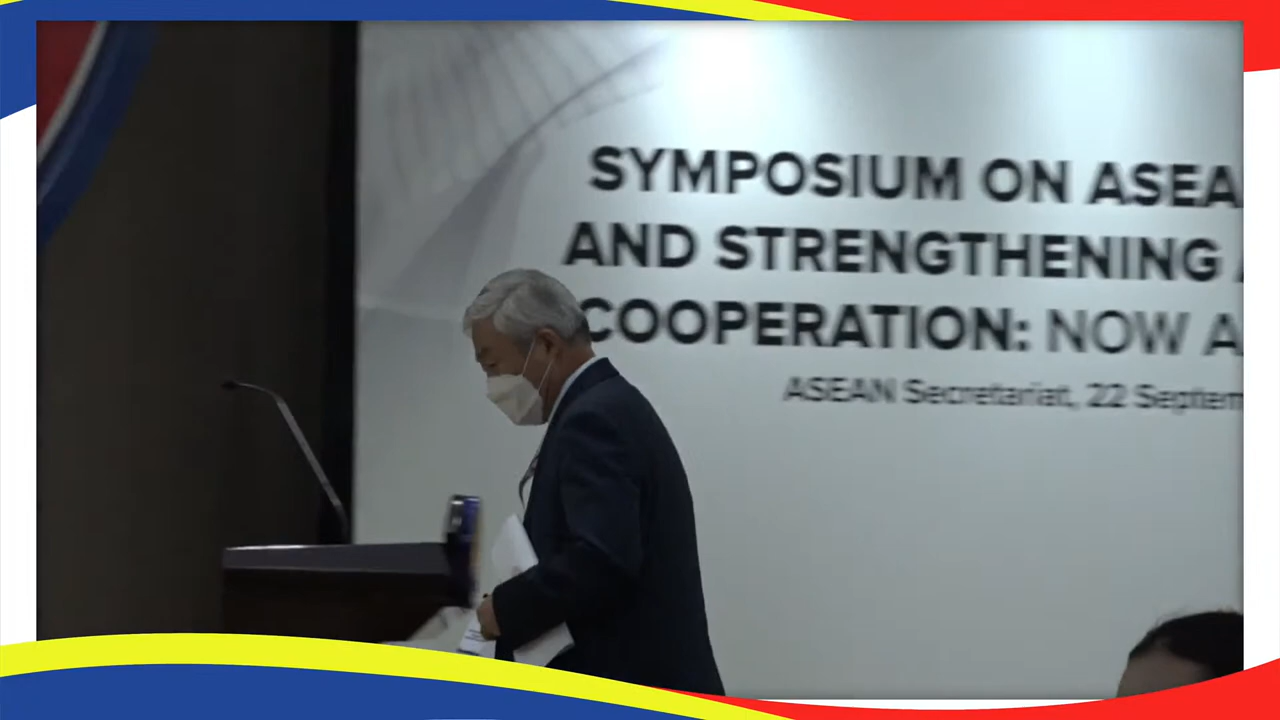 SYMPOSIUM ON ASEA
AND STRENGTHENING
COOPERATION: NOW A
ASEAN Secretariat, 22 Septem